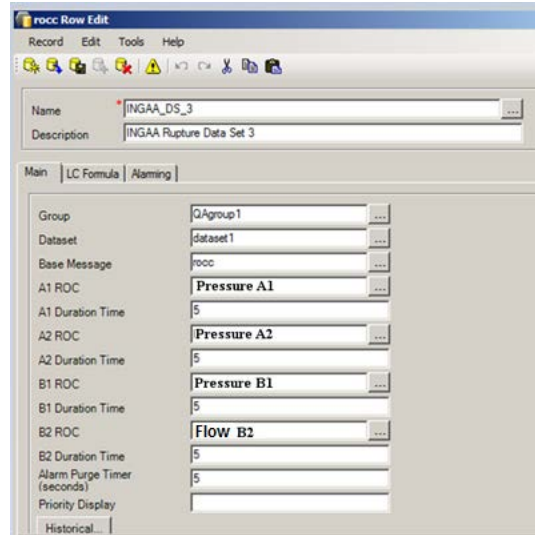 rocc Row Edit
Record Edit Tools Help
Name * INGAA_DS_3 ...
Description INGAA Rupture Data Set 3
Main LC Formula Alarming
Group QAgroup1 ...
Dataset dataset1 ...
Base Message rocc ...
A1 ROC Pressure A1 ...
A1 Duration Time 5
A2 ROC Pressure A2 ...
A2 Duration Time 5
B1 ROC Pressure B1 ...
B1 Duration Time 5
B2 ROC Flow B2 ...
B2 Duration Time 5
Alarm Purge Timer
(seconds) 5
Priority Display
Historical...